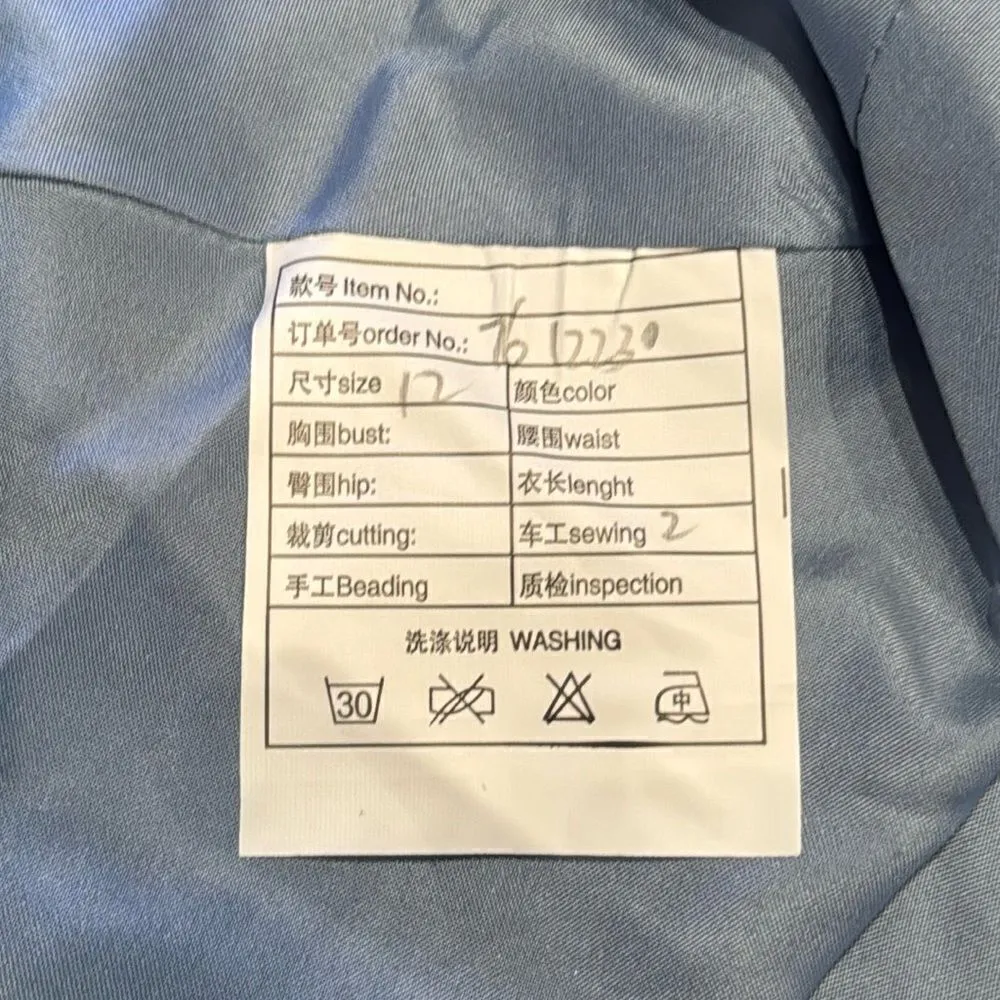 款号Item No.:
订单号order No.: 7617230
尺寸size 12 颜色color
胸围bust: 腰围waist
臀围hip: 衣长lenght
裁剪cutting: 车工sewing 2
手工Beading 质检inspection
洗涤说明 WASHING
30 中